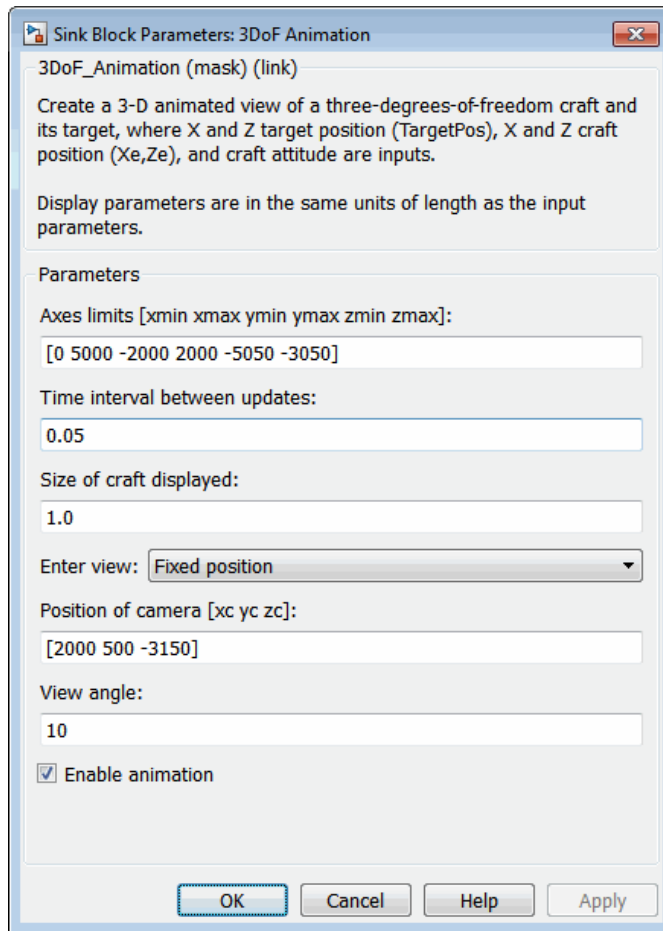 Sink Block Parameters: 3DoF Animation
3DoF_Animation (mask) (link)
Create a 3-D animated view of a three-degrees-of-freedom craft and
its target, where X and Z target position (TargetPos), X and Z craft
position (Xe,Ze), and craft attitude are inputs.
Display parameters are in the same units of length as the input
parameters.
Parameters
Axes limits [xmin xmax ymin ymax zmin zmax]:
[0 5000 -2000 2000 -5050 -3050]
Time interval between updates:
0.05
Size of craft displayed:
1.0
Enter view: Fixed position
Position of camera [xc yc zc]:
[2000 500 -3150]
View angle:
10
Enable animation
OK Cancel Help Apply